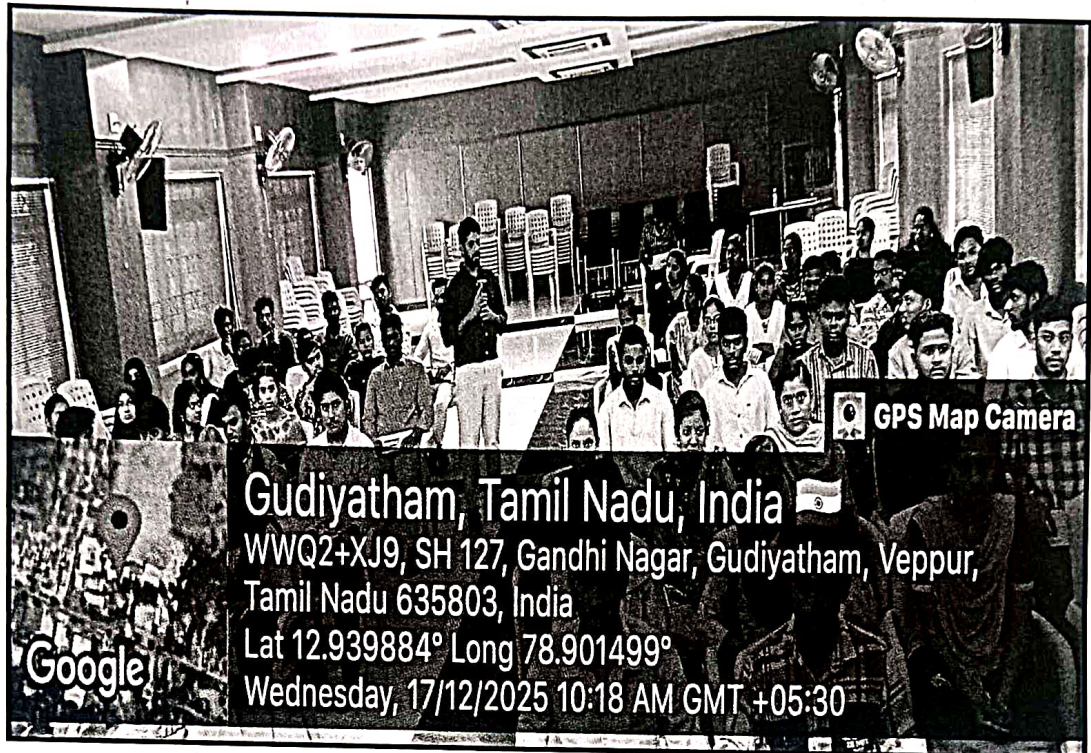 GPS Map Camera
Gudiyatham, Tamil Nadu, India
WWQ2+XJ9, SH 127, Gandhi Nagar, Gudiyatham, Veppur,
Tamil Nadu 635803, India
Lat 12.939884° Long 78.901499°
Wednesday, 17/12/2025 10:18 AM GMT +05:30
Google